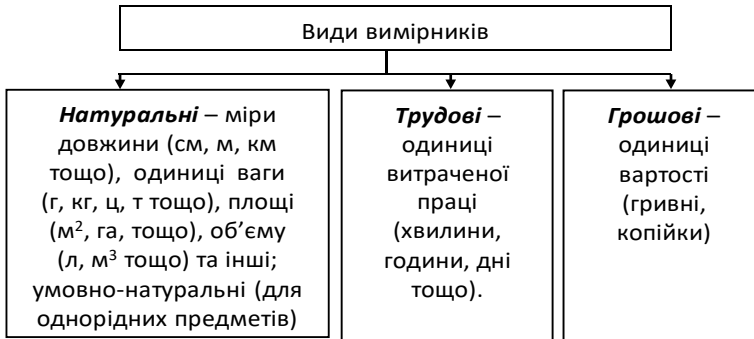 Види вимірників
Натуральні – міри
довжини (см, м, км
тощо), одиниці ваги
(г, кг, ц, т тощо), площі
(м², га, тощо), об’єму
(л, м³ тощо) та інші;
умовно-натуральні (для
однорідних предметів)
Трудові –
одиниці
витраченої
праці
(хвилини,
години, дні
тощо).
Грошові –
одиниці
вартості
(гривні,
копійки)